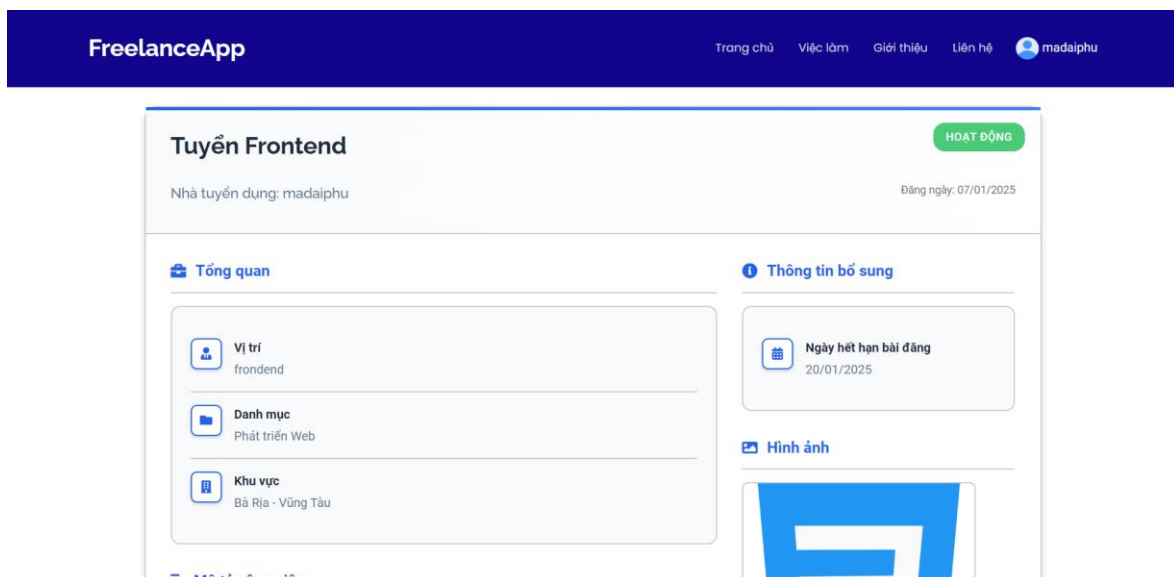 FreelanceApp
Trang chủ Việc làm Giới thiệu Liên hệ madaiphu
Tuyển Frontend
HOẠT ĐỘNG
Nhà tuyển dụng: madaiphu
Đăng ngày: 07/01/2025
Tổng quan
Vị trí
frondend
Danh mục
Phát triển Web
Khu vực
Bà Rịa - Vũng Tàu
Thông tin bổ sung
Ngày hết hạn bài đăng
20/01/2025
Hình ảnh